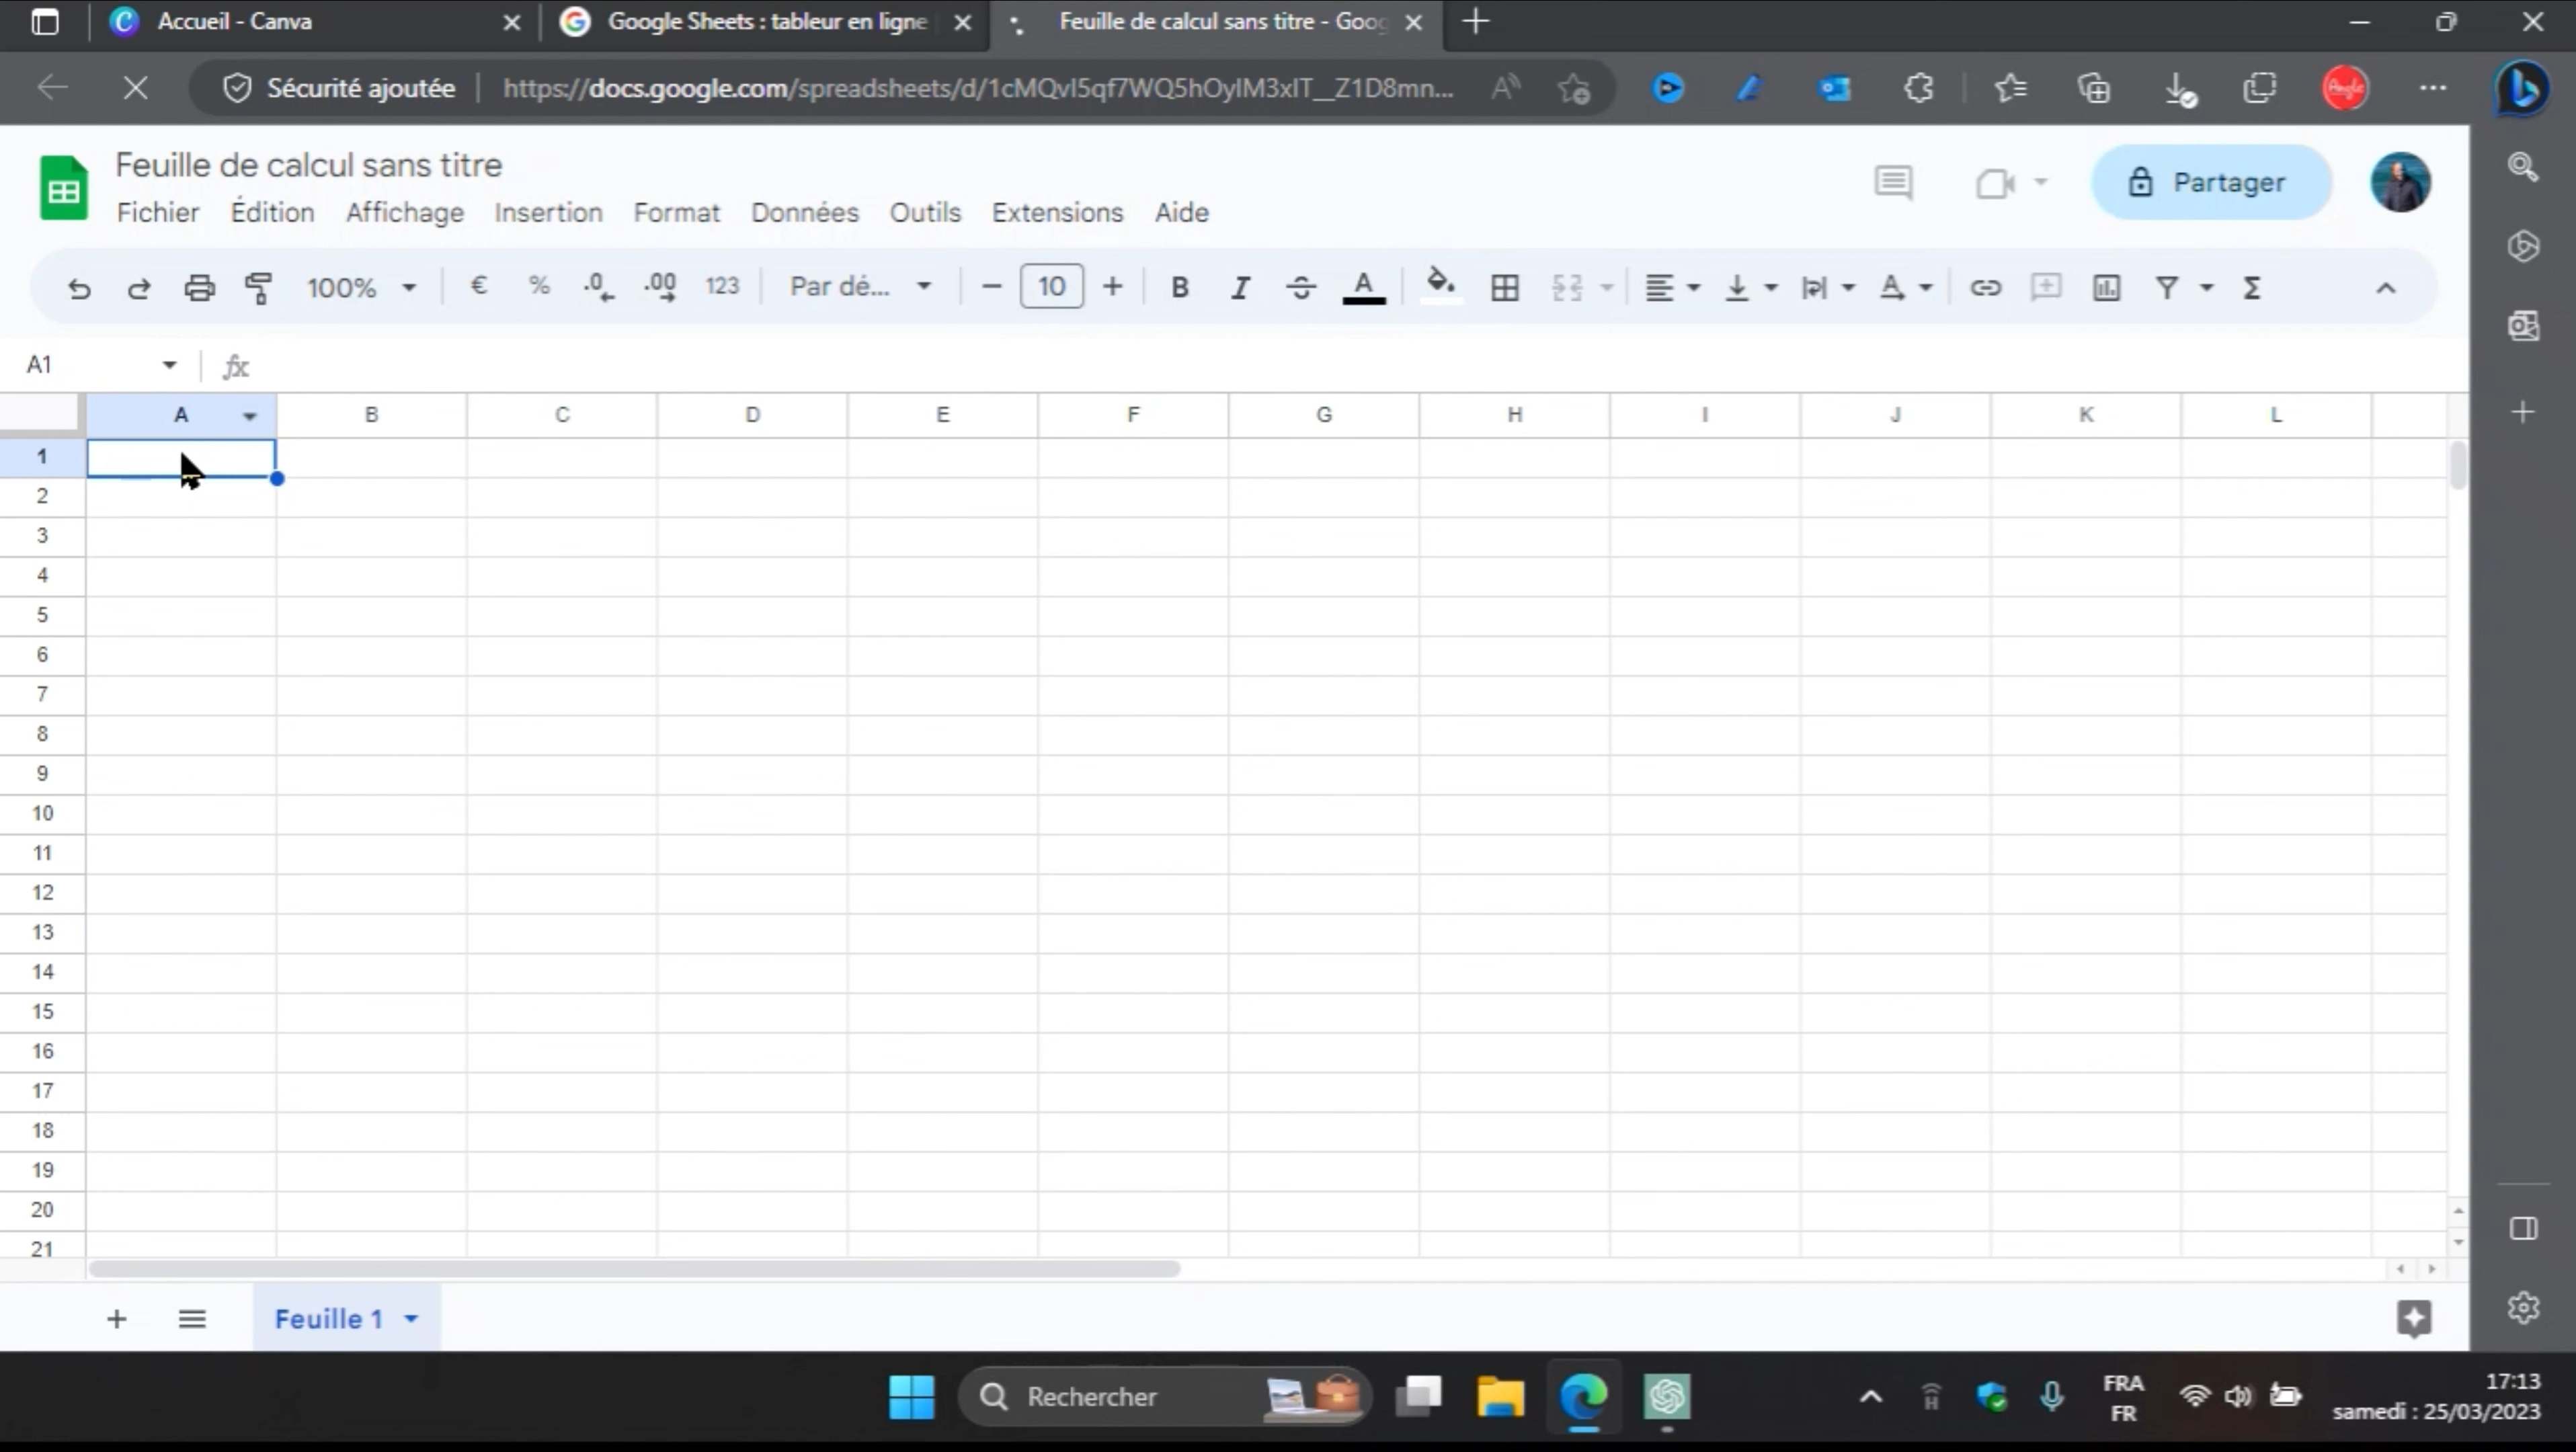 Accueil - Canva
Google Sheets : tableur en ligne
Feuille de calcul sans titre - Goog
Sécurité ajoutée
https://docs.google.com/spreadsheets/d/1cMQvI5qf7WQ5hOyIM3xIT__Z1D8mn...
Feuille de calcul sans titre
Fichier Édition Affichage Insertion Format Données Outils Extensions Aide
Partager
100% € % .0 .00 123 Par dé... 10 B I A
A1 fx
A B C D E F G H I J K L
1
2
3
4
5
6
7
8
9
10
11
12
13
14
15
16
17
18
19
20
21
Feuille 1
Rechercher
FRA
FR
17:13
samedi : 25/03/2023